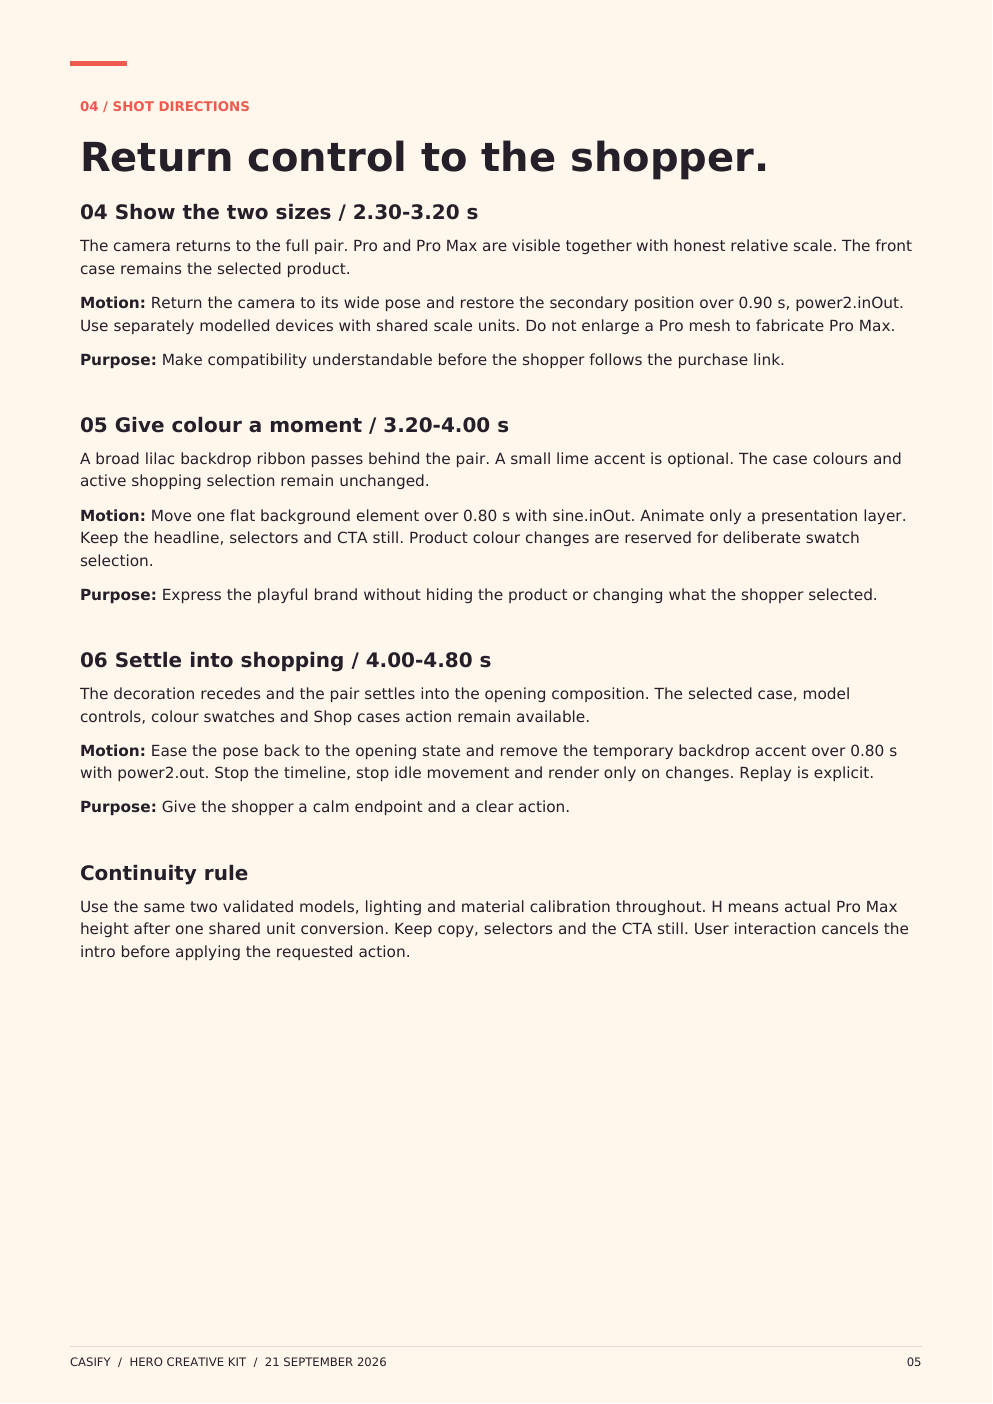 04 / SHOT DIRECTIONS
Return control to the shopper.
04 Show the two sizes / 2.30-3.20 s
The camera returns to the full pair. Pro and Pro Max are visible together with honest relative scale. The front
case remains the selected product.
Motion: Return the camera to its wide pose and restore the secondary position over 0.90 s, power2.inOut.
Use separately modelled devices with shared scale units. Do not enlarge a Pro mesh to fabricate Pro Max.
Purpose: Make compatibility understandable before the shopper follows the purchase link.
05 Give colour a moment / 3.20-4.00 s
A broad lilac backdrop ribbon passes behind the pair. A small lime accent is optional. The case colours and
active shopping selection remain unchanged.
Motion: Move one flat background element over 0.80 s with sine.inOut. Animate only a presentation layer.
Keep the headline, selectors and CTA still. Product colour changes are reserved for deliberate swatch
selection.
Purpose: Express the playful brand without hiding the product or changing what the shopper selected.
06 Settle into shopping / 4.00-4.80 s
The decoration recedes and the pair settles into the opening composition. The selected case, model
controls, colour swatches and Shop cases action remain available.
Motion: Ease the pose back to the opening state and remove the temporary backdrop accent over 0.80 s
with power2.out. Stop the timeline, stop idle movement and render only on changes. Replay is explicit.
Purpose: Give the shopper a calm endpoint and a clear action.
Continuity rule
Use the same two validated models, lighting and material calibration throughout. H means actual Pro Max
height after one shared unit conversion. Keep copy, selectors and the CTA still. User interaction cancels the
intro before applying the requested action.
CASIFY / HERO CREATIVE KIT / 21 SEPTEMBER 2026
05